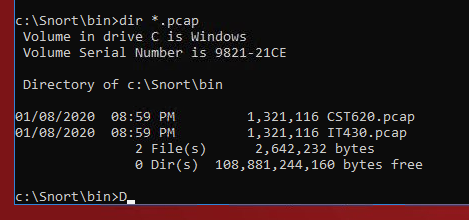 c:\Snort\bin>dir *.pcap
Volume in drive C is Windows
Volume Serial Number is 9821-21CE
Directory of c:\Snort\bin
01/08/2020  08:59 PM         1,321,116 CST620.pcap
01/08/2020  08:59 PM         1,321,116 IT430.pcap
2 File(s)      2,642,232 bytes
0 Dir(s)  108,881,244,160 bytes free
c:\Snort\bin>D